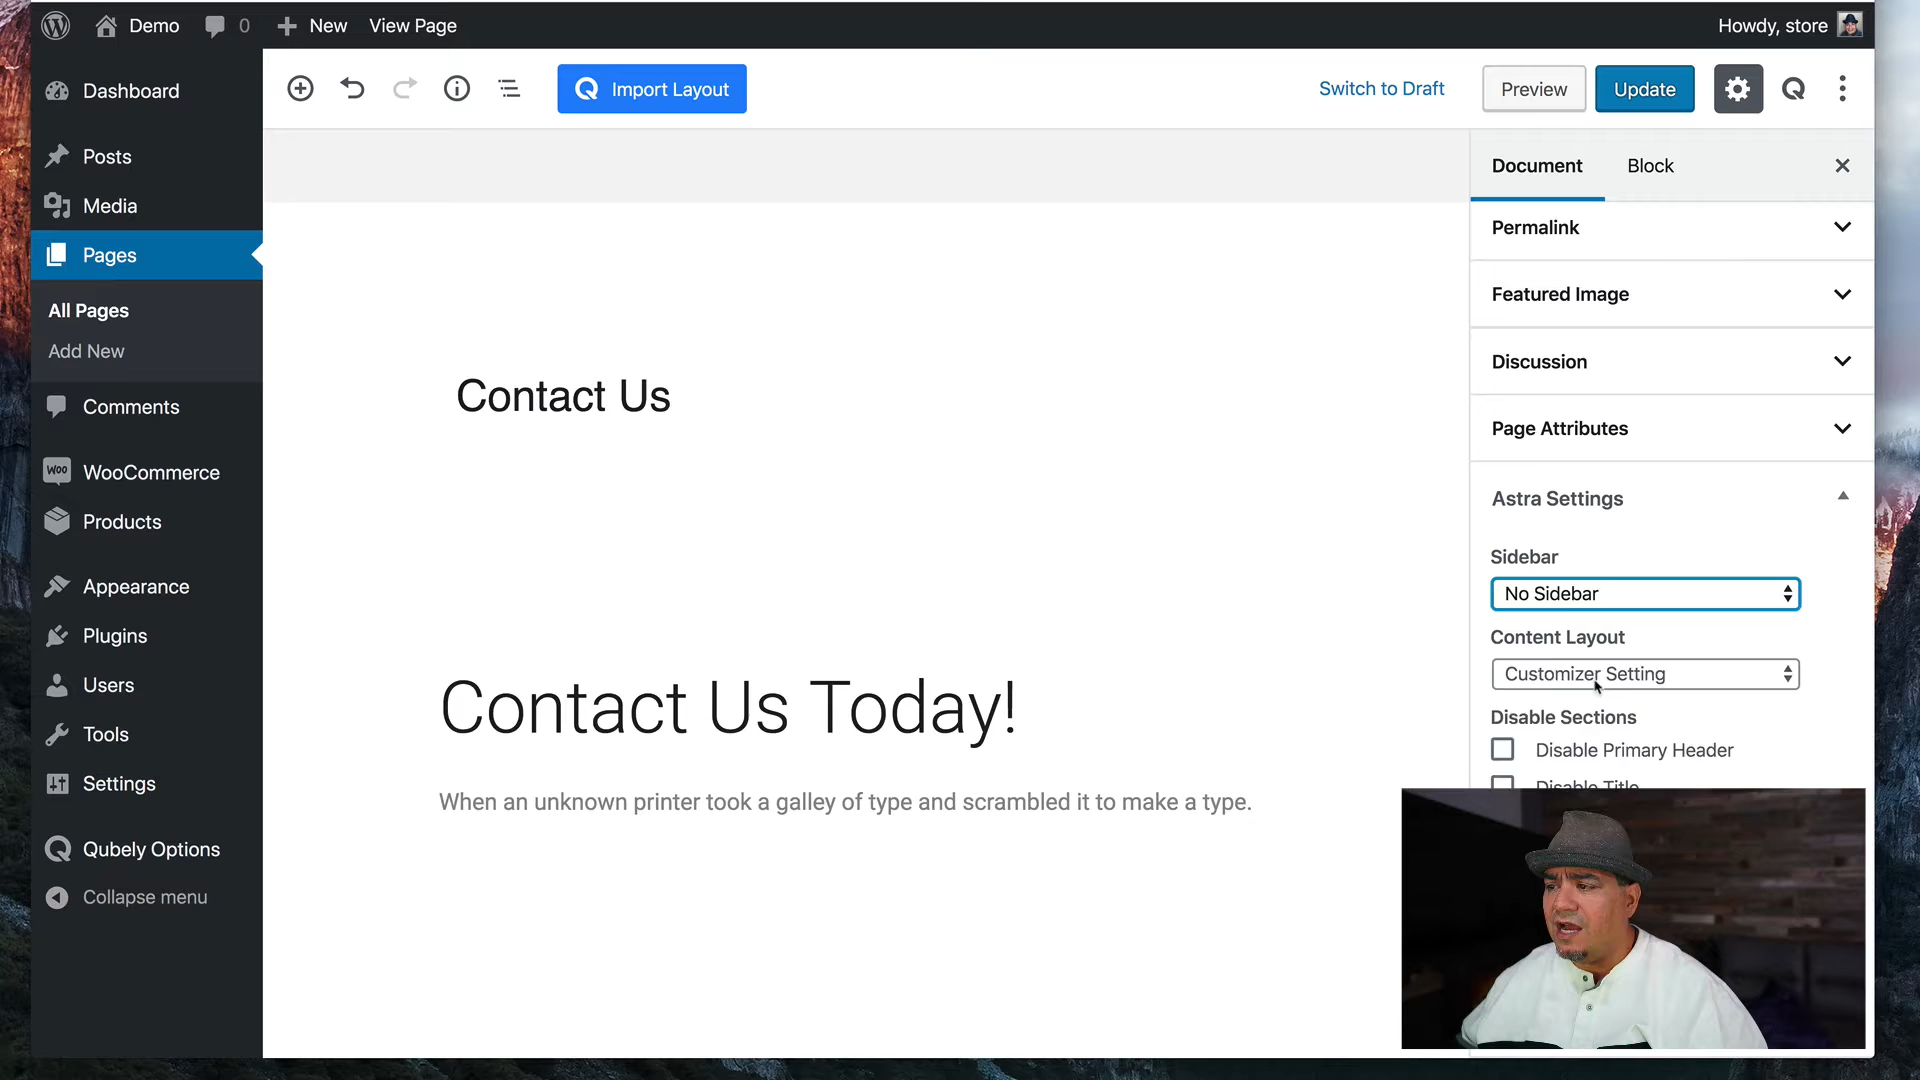 Demo
0
New
View Page
Howdy, store
Dashboard
Posts
Media
Pages
All Pages
Add New
Comments
WOO
WooCommerce
Products
Appearance
Plugins
Users
Tools
Settings
Qubely Options
Collapse menu
Import Layout
Switch to Draft
Preview
Update
Contact Us
Contact Us Today!
When an unknown printer took a galley of type and scrambled it to make a type.
Document
Block
Permalink
Featured Image
Discussion
Page Attributes
Astra Settings
Sidebar
No Sidebar
Content Layout
Customizer Setting
Disable Sections
Disable Primary Header
Disable Title